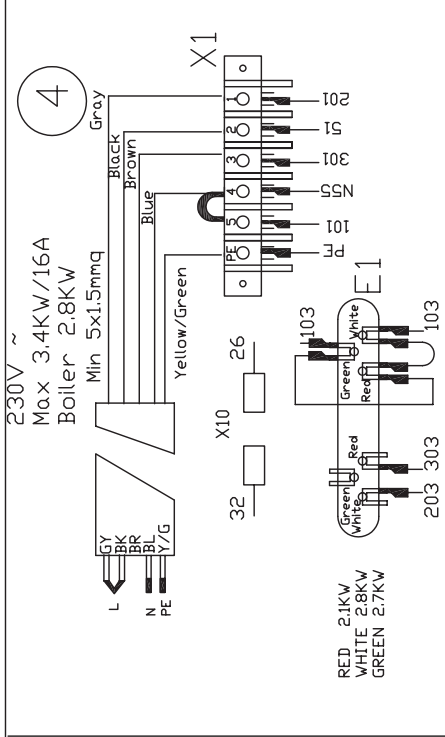 4
230V ~
Max 3.4KW/16A
Boiler 2.8KW
Min 5x1.5mmq
Gray
Black
Brown
Blue
Yellow/Green
GY
BK
BR
BL
Y/G
L
N
PE
X1
1
2
3
4
5
PE
201
51
301
N55
101
PE
X10
32
26
E1
RED 2.1KW
WHITE 2.8KW
GREEN 2.7KW
Green
White
Red
Green
Red
White
203
303
103
103